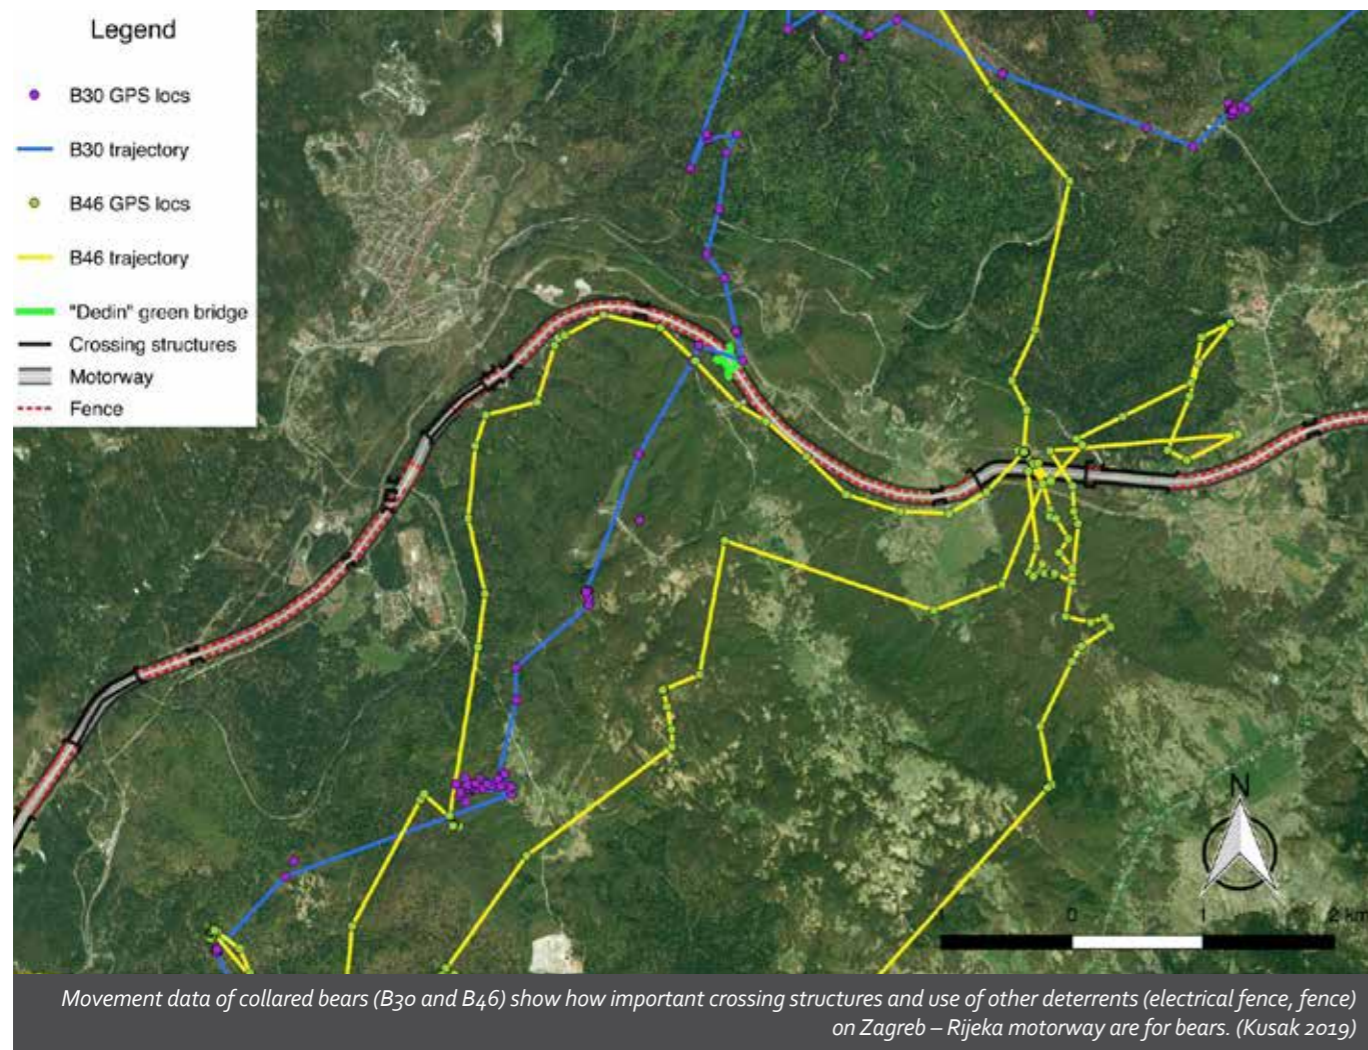 Legend
B30 GPS locs
B30 trajectory
B46 GPS locs
B46 trajectory
"Dedin" green bridge
Crossing structures
Motorway
Fence
N
1 0 1 2 km
Movement data of collared bears (B30 and B46) show how important crossing structures and use of other deterrents (electrical fence, fence)
on Zagreb – Rijeka motorway are for bears. (Kusak 2019)